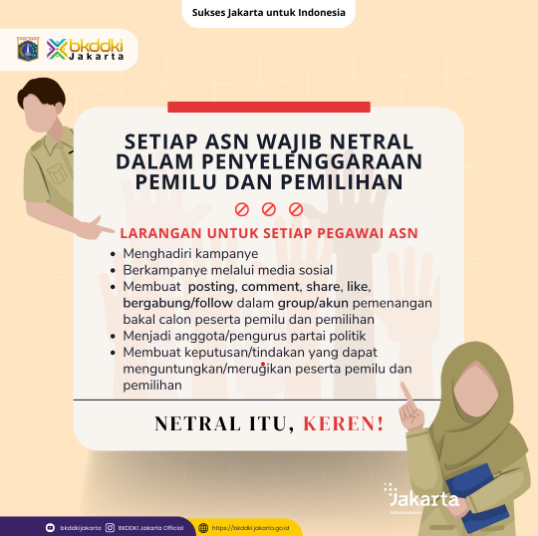 Sukses Jakarta untuk Indonesia
bkddki
Jakarta
SETIAP ASN WAJIB NETRAL
DALAM PENYELENGGARAAN
PEMILU DAN PEMILIHAN
LARANGAN UNTUK SETIAP PEGAWAI ASN
• Menghadiri kampanye
• Berkampanye melalui media sosial
• Membuat posting, comment, share, like,
bergabung/follow dalam group/akun pemenangan
bakal calon peserta pemilu dan pemilihan
• Menjadi anggota/pengurus partai politik
• Membuat keputusan/tindakan yang dapat
menguntungkan/merugikan peserta pemilu dan
pemilihan
NETRAL ITU, KEREN!
Jakarta
bkddkijakarta
BKDDKI Jakarta Official
https://bkddki.jakarta.go.id